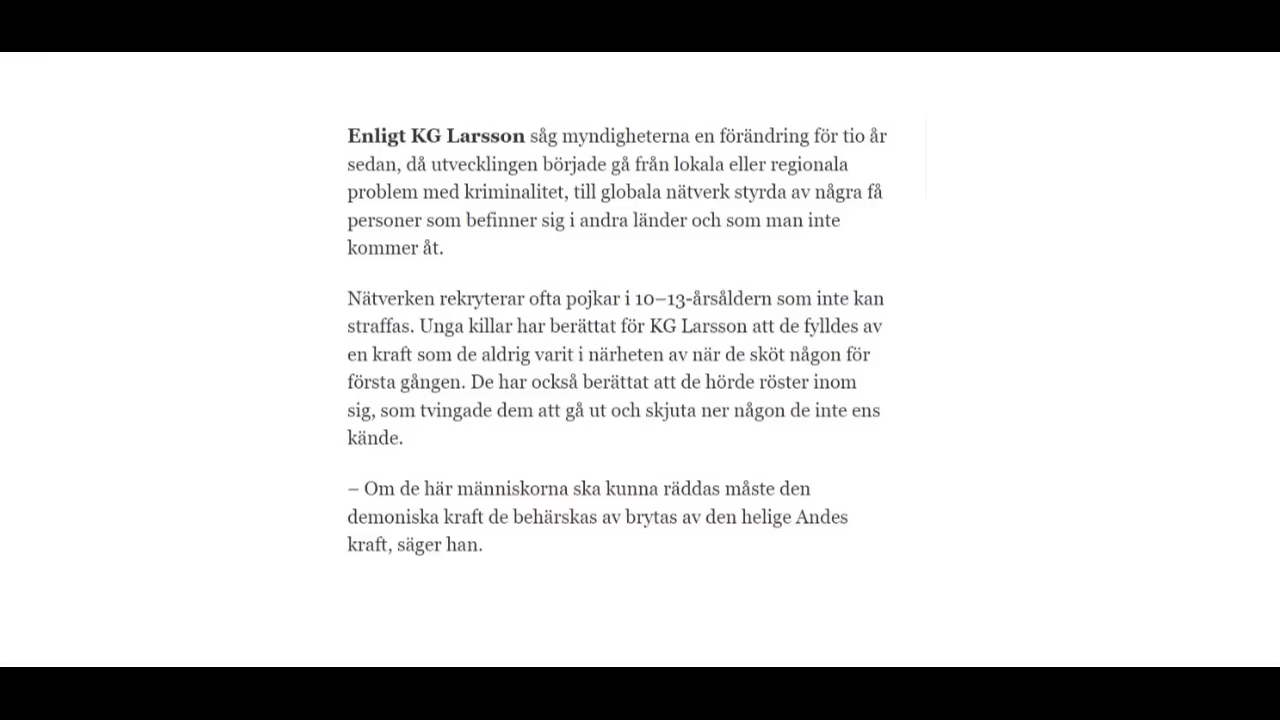 Enligt KG Larsson såg myndigheterna en förändring för tio år
sedan, då utvecklingen började gå från lokala eller regionala
problem med kriminalitet, till globala nätverk styrda av några få
personer som befinner sig i andra länder och som man inte
kommer åt.
Nätverken rekryterar ofta pojkar i 10–13-årsåldern som inte kan
straffas. Unga killar har berättat för KG Larsson att de fylldes av
en kraft som de aldrig varit i närheten av när de sköt någon för
första gången. De har också berättat att de hörde röster inom
sig, som tvingade dem att gå ut och skjuta ner någon de inte ens
kände.
– Om de här människorna ska kunna räddas måste den
demoniska kraft de behärskas av brytas av den helige Andes
kraft, säger han.